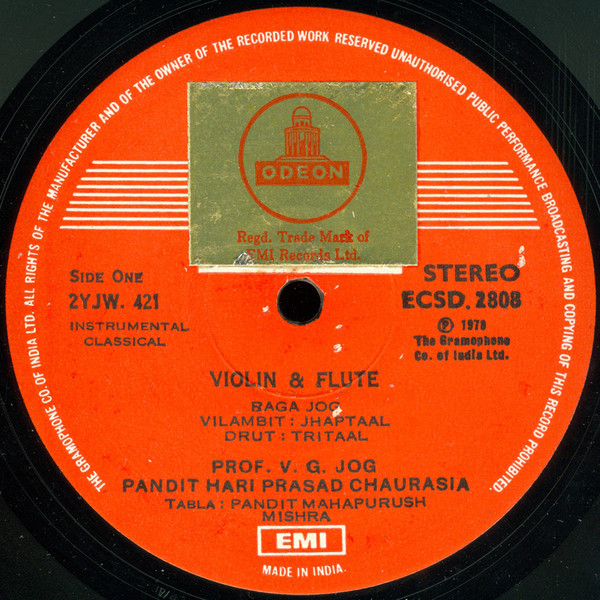 THE GRAMOPHONE CO. OF INDIA LTD. ALL RIGHTS OF THE MANUFACTURER AND OF THE OWNER OF THE RECORDED WORK RESERVED UNAUTHORISED PUBLIC PERFORMANCE BROADCASTING AND COPYING OF THIS RECORD PROHIBITED.
ODEON
Regd. Trade Mark of
EMI Records Ltd.
SIDE ONE
2YJW. 421
INSTRUMENTAL
CLASSICAL
STEREO
ECSD. 2808
Ⓟ 1978
The Gramophone
Co. of India Ltd.
VIOLIN & FLUTE
RAGA JOG
VILAMBIT : JHAPTAAL
DRUT : TRITAAL
PROF. V. G. JOG
PANDIT HARI PRASAD CHAURASIA
TABLA : PANDIT MAHAPURUSH
MISHRA
EMI
MADE IN INDIA.